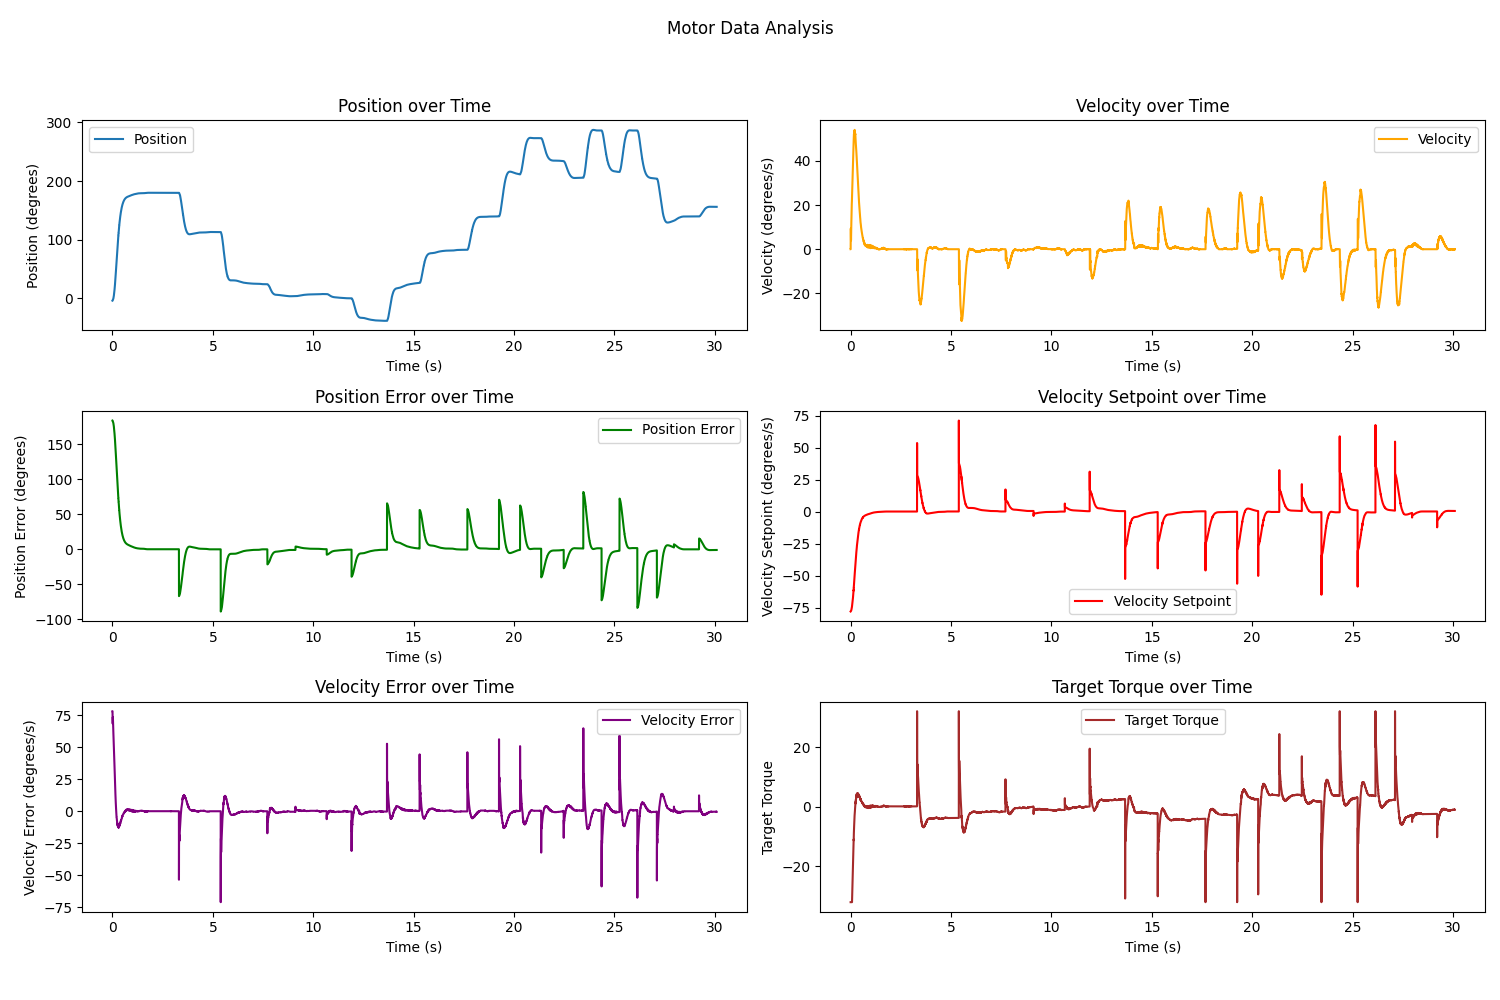 Motor Data Analysis
Position over Time
Position (degrees)
300
200
100
0
Position
0 5 10 15 20 25 30
Time (s)
Velocity over Time
Velocity (degrees/s)
40
20
0
−20
Velocity
0 5 10 15 20 25 30
Time (s)
Position Error over Time
Position Error (degrees)
150
100
50
0
−50
−100
Position Error
0 5 10 15 20 25 30
Time (s)
Velocity Setpoint over Time
Velocity Setpoint (degrees/s)
75
50
25
0
−25
−50
−75
Velocity Setpoint
0 5 10 15 20 25 30
Time (s)
Velocity Error over Time
Velocity Error (degrees/s)
75
50
25
0
−25
−50
−75
Velocity Error
0 5 10 15 20 25 30
Time (s)
Target Torque over Time
Target Torque
20
0
−20
Target Torque
0 5 10 15 20 25 30
Time (s)